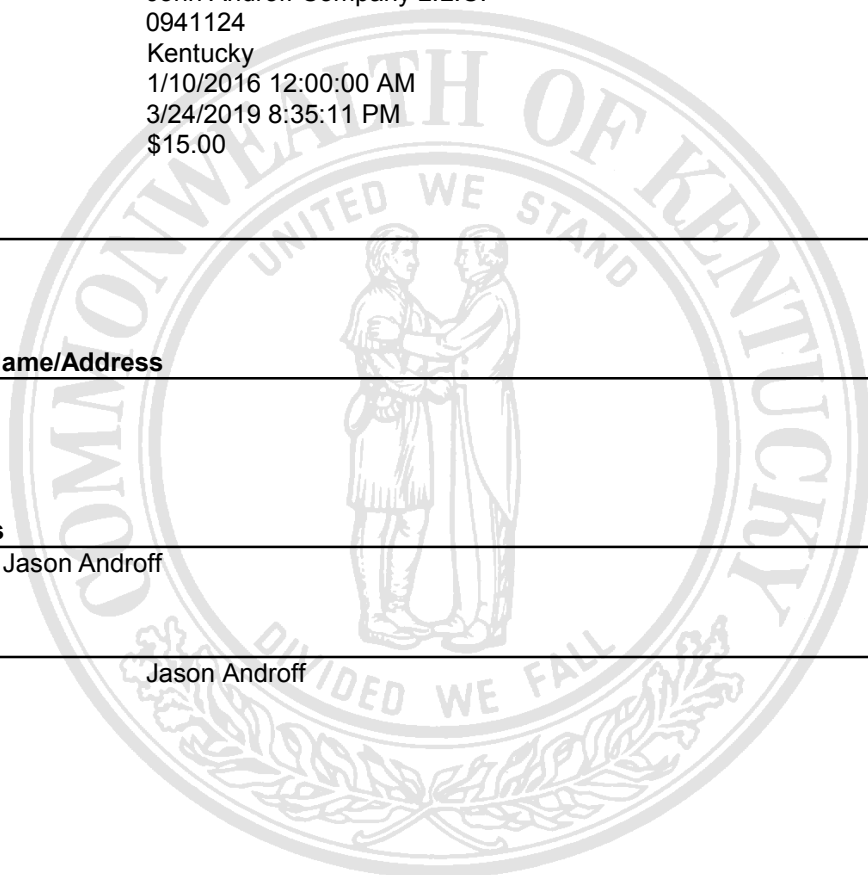 0941124
Kentucky
1/10/2016 12:00:00 AM
3/24/2019 8:35:11 PM
$15.00
COMMONWEALTH OF KENTUCKY
UNITED WE STAND
ame/Address
s
Jason Androff
Jason Androff
DIVIDED WE FALL